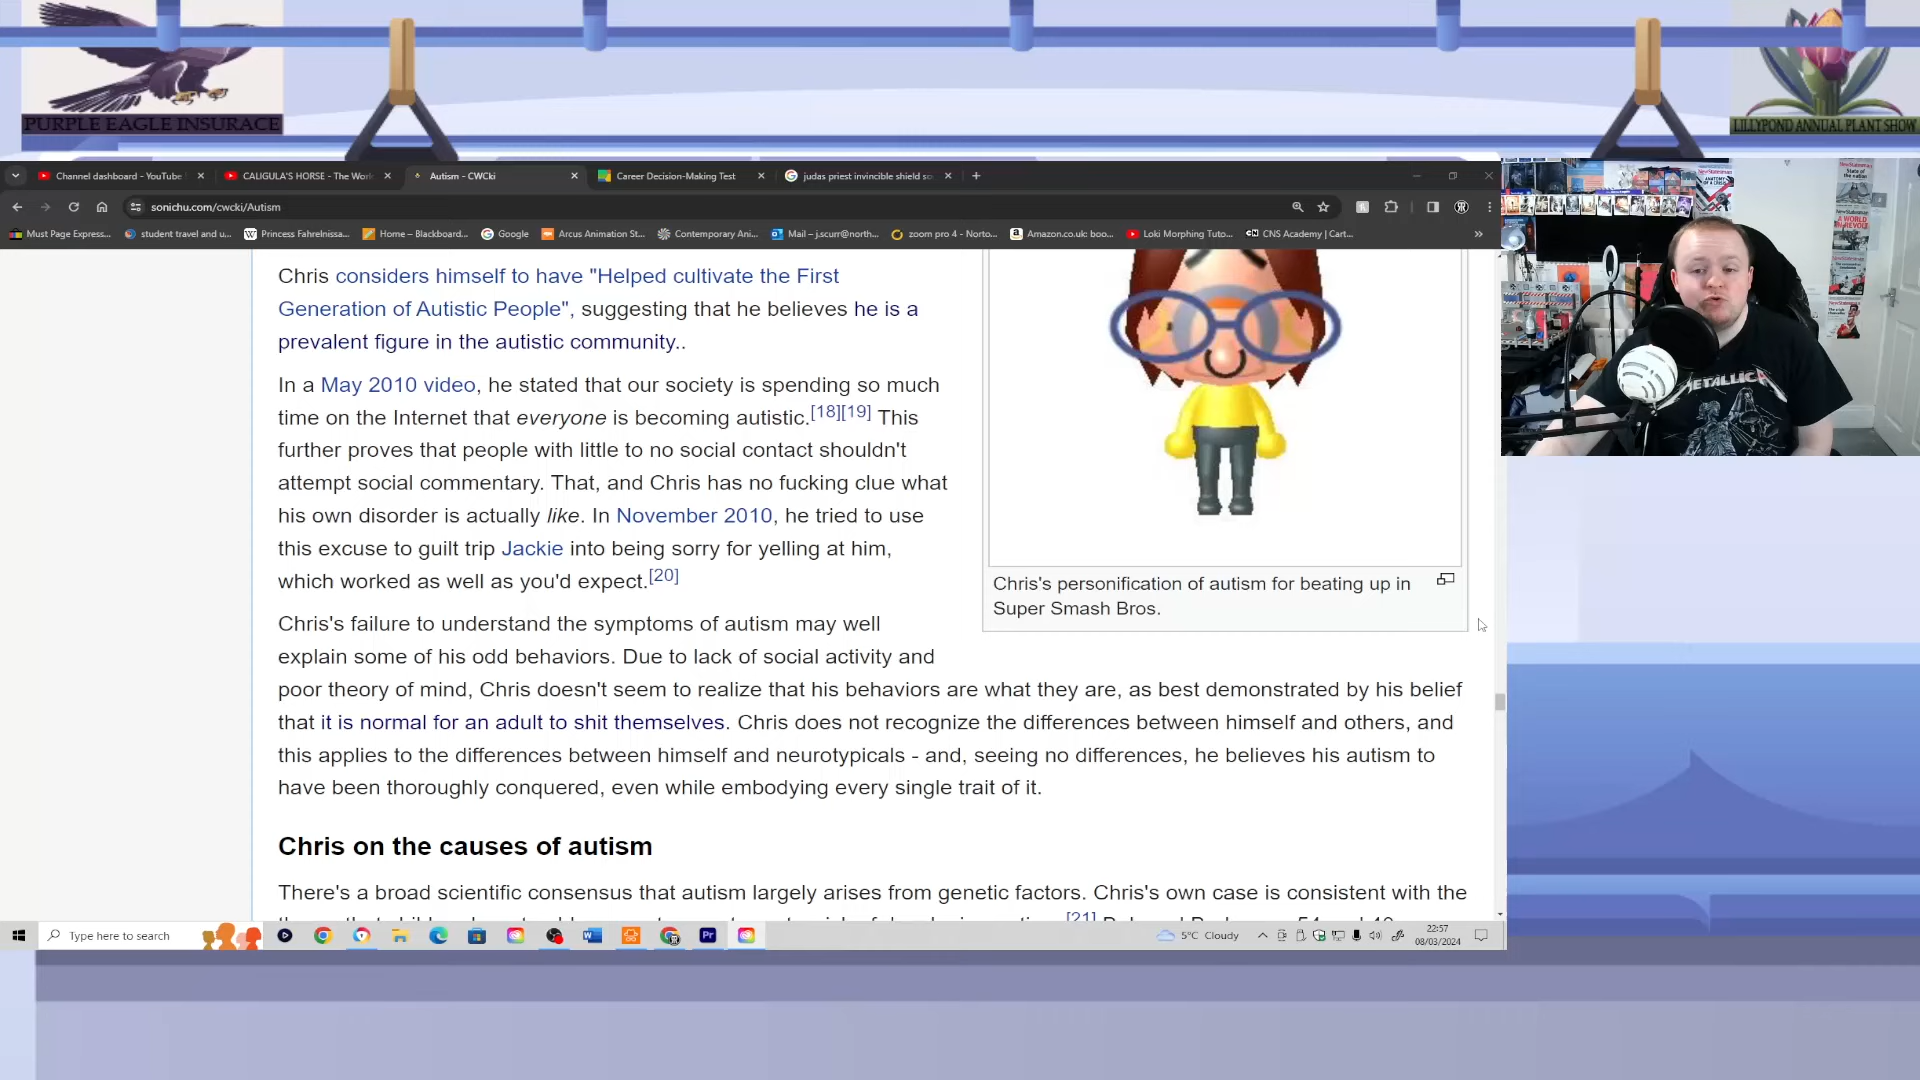 PURPLE EAGLE INSURACE
LILLYPOND ANNUAL PLANT SHOW
Channel dashboard - YouTube
CALIGULA'S HORSE - The Worl
Autism - CWCki
Career Decision-Making Test
judas priest invincible shield so
sonichu.com/cwcki/Autism
Must Page Express...
student travel and u...
Princess Fahrelnissa...
Home – Blackboard...
Google
Arcus Animation St...
Contemporary Ani...
Mail – j.scurr@north...
zoom pro 4 - Norto...
Amazon.co.uk: boo...
Loki Morphing Tuto...
CNS Academy | Cart...
Chris considers himself to have "Helped cultivate the First
Generation of Autistic People", suggesting that he believes he is a
prevalent figure in the autistic community..
In a May 2010 video, he stated that our society is spending so much
time on the Internet that everyone is becoming autistic.[18][19] This
further proves that people with little to no social contact shouldn't
attempt social commentary. That, and Chris has no fucking clue what
his own disorder is actually like. In November 2010, he tried to use
this excuse to guilt trip Jackie into being sorry for yelling at him,
which worked as well as you'd expect.[20]
Chris's personification of autism for beating up in
Super Smash Bros.
Chris's failure to understand the symptoms of autism may well
explain some of his odd behaviors. Due to lack of social activity and
poor theory of mind, Chris doesn't seem to realize that his behaviors are what they are, as best demonstrated by his belief
that it is normal for an adult to shit themselves. Chris does not recognize the differences between himself and others, and
this applies to the differences between himself and neurotypicals - and, seeing no differences, he believes his autism to
have been thoroughly conquered, even while embodying every single trait of it.
Chris on the causes of autism
There's a broad scientific consensus that autism largely arises from genetic factors. Chris's own case is consistent with the
[21]
METALLICA
NewStatesman
State of the nation
A WORLD IN REVOLT
Type here to search
5°C Cloudy
22:57
08/03/2024